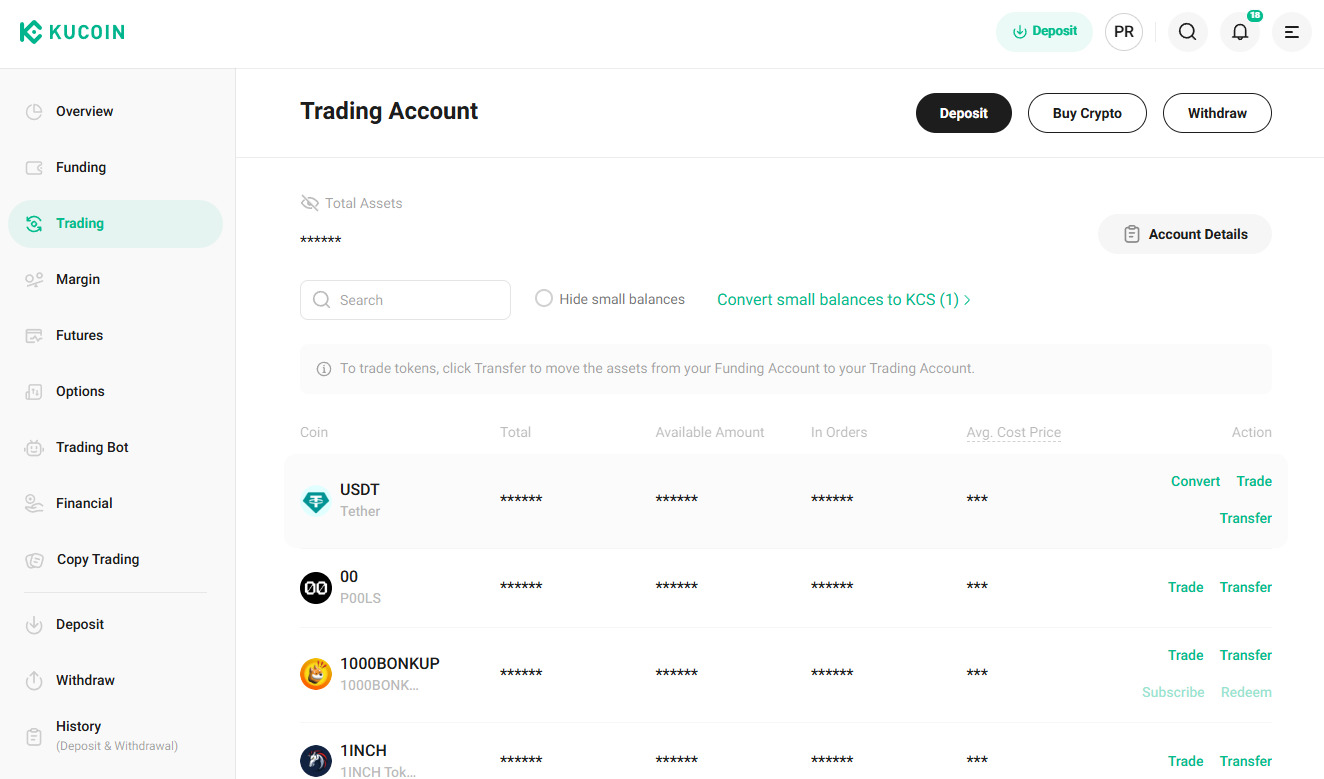 KUCOIN
Deposit
PR
18
Overview
Funding
Trading
Margin
Futures
Options
Trading Bot
Financial
Copy Trading
Deposit
Withdraw
History
(Deposit & Withdrawal)
Trading Account
Deposit
Buy Crypto
Withdraw
Total Assets
******
Account Details
Search
Hide small balances
Convert small balances to KCS (1) >
To trade tokens, click Transfer to move the assets from your Funding Account to your Trading Account.
Coin Total Available Amount In Orders Avg. Cost Price Action
USDT
Tether
****** ****** ****** ***
Convert Trade
Transfer
00
P00LS
****** ****** ****** ***
Trade Transfer
1000BONKUP
1000BONK...
****** ****** ****** ***
Trade Transfer
Subscribe Redeem
1INCH
1INCH Tok...
****** ****** ****** ***
Trade Transfer